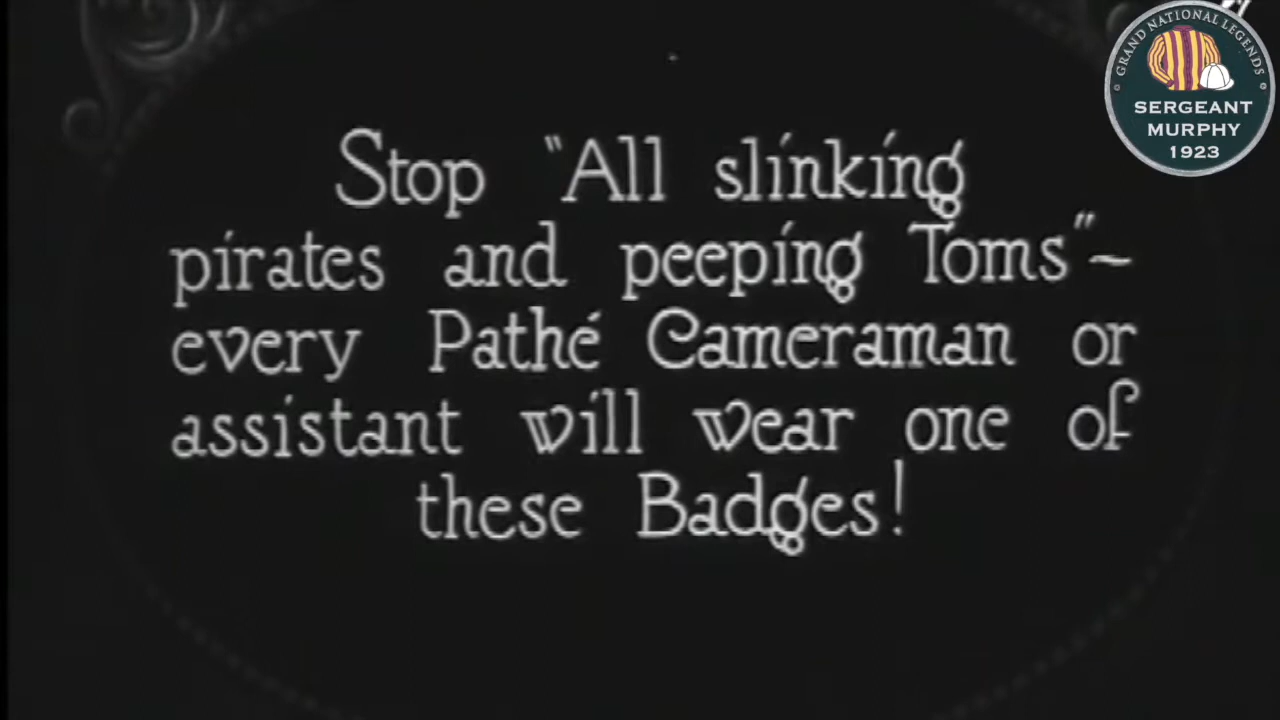 Stop "All slinking
pirates and peeping Toms"~
every Pathé Cameraman or
assistant will wear one of
these Badges!
GRAND NATIONAL LEGENDS
SERGEANT
MURPHY
1923